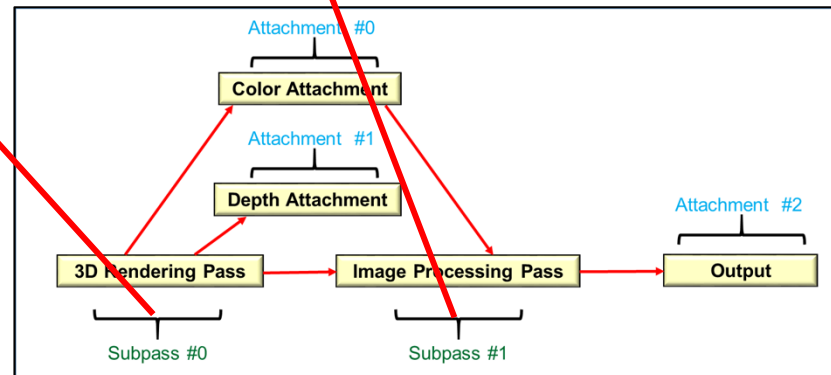 Attachment #0
Color Attachment
Attachment #1
Depth Attachment
Attachment #2
3D Rendering Pass
Image Processing Pass
Output
Subpass #0
Subpass #1